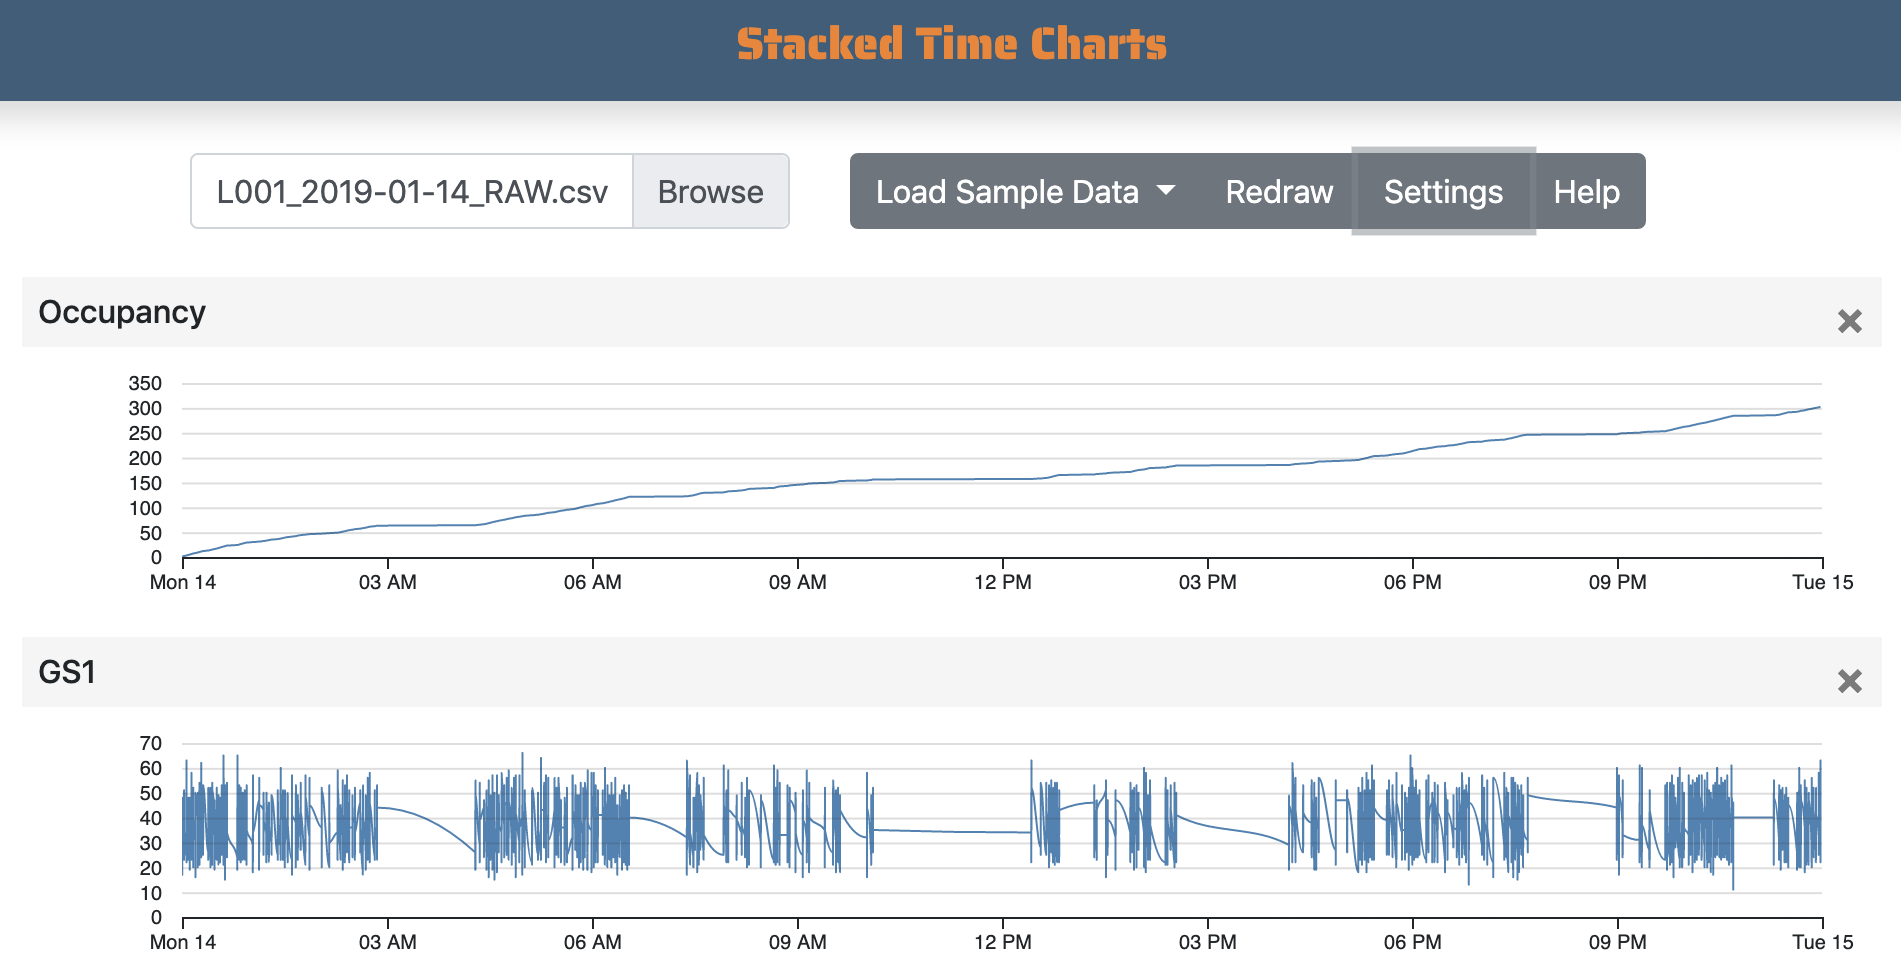 Stacked Time Charts
L001_2019-01-14_RAW.csv Browse Load Sample Data Redraw Settings Help
Occupancy
350
300
250
200
150
100
50
0
Mon 14 03 AM 06 AM 09 AM 12 PM 03 PM 06 PM 09 PM Tue 15
GS1
70
60
50
40
30
20
10
0
Mon 14 03 AM 06 AM 09 AM 12 PM 03 PM 06 PM 09 PM Tue 15